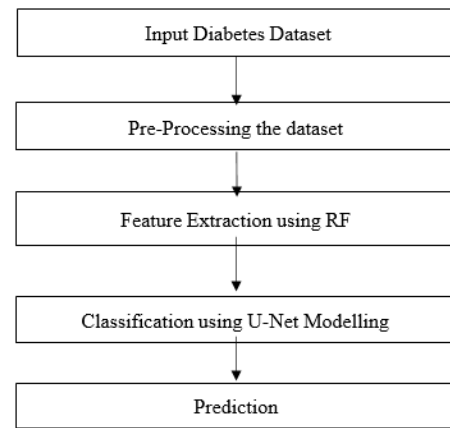 Input Diabetes Dataset
Pre-Processing the dataset
Feature Extraction using RF
Classification using U-Net Modelling
Prediction